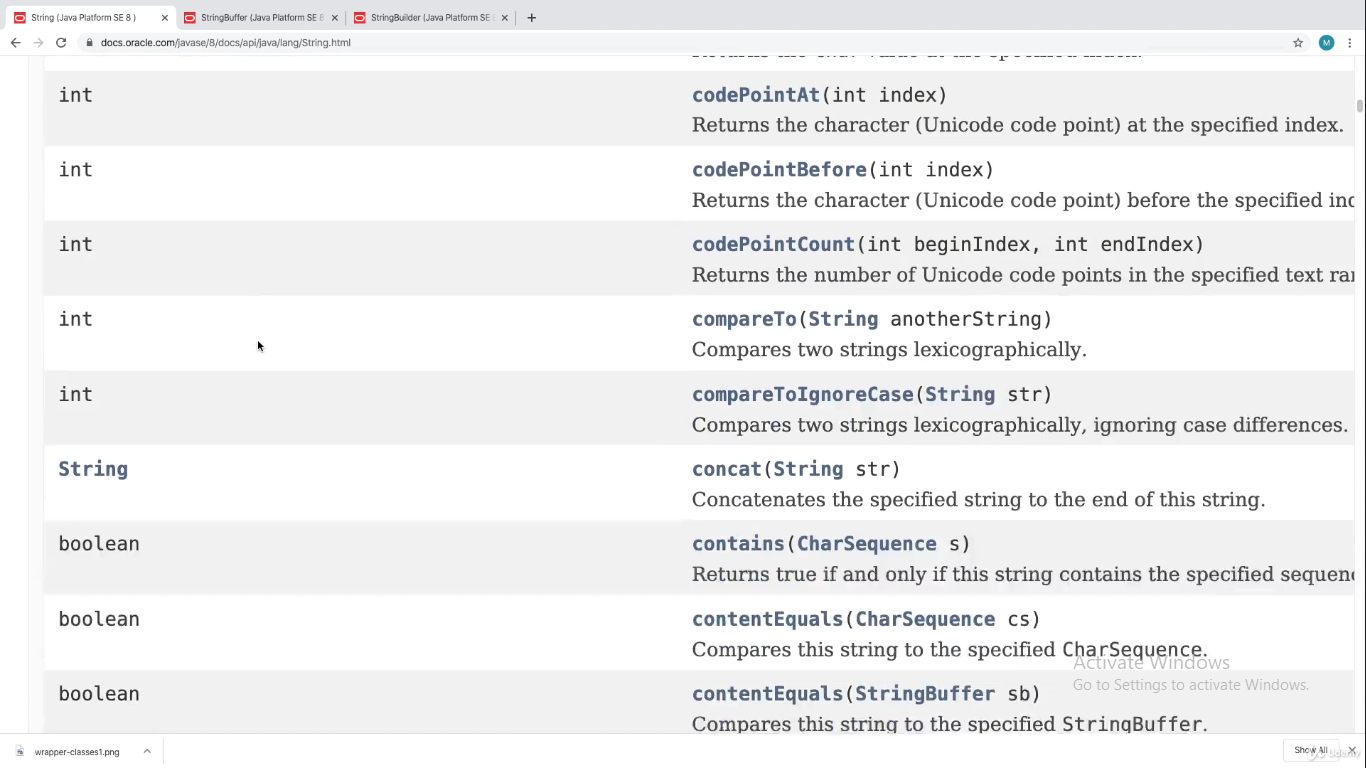 String (Java Platform SE 8 )
StringBuffer (Java Platform SE 8
StringBuilder (Java Platform SE
docs.oracle.com/javase/8/docs/api/java/lang/String.html
M
int codePointAt(int index)
Returns the character (Unicode code point) at the specified index.
int codePointBefore(int index)
Returns the character (Unicode code point) before the specified ind
int codePointCount(int beginIndex, int endIndex)
Returns the number of Unicode code points in the specified text ra
int compareTo(String anotherString)
Compares two strings lexicographically.
int compareToIgnoreCase(String str)
Compares two strings lexicographically, ignoring case differences.
String concat(String str)
Concatenates the specified string to the end of this string.
boolean contains(CharSequence s)
Returns true if and only if this string contains the specified sequenc
boolean contentEquals(CharSequence cs)
Compares this string to the specified CharSequence.
Activate Windows
Go to Settings to activate Windows.
boolean contentEquals(StringBuffer sb)
Compares this string to the specified StringBuffer.
wrapper-classes1.png
Show All
Udemy